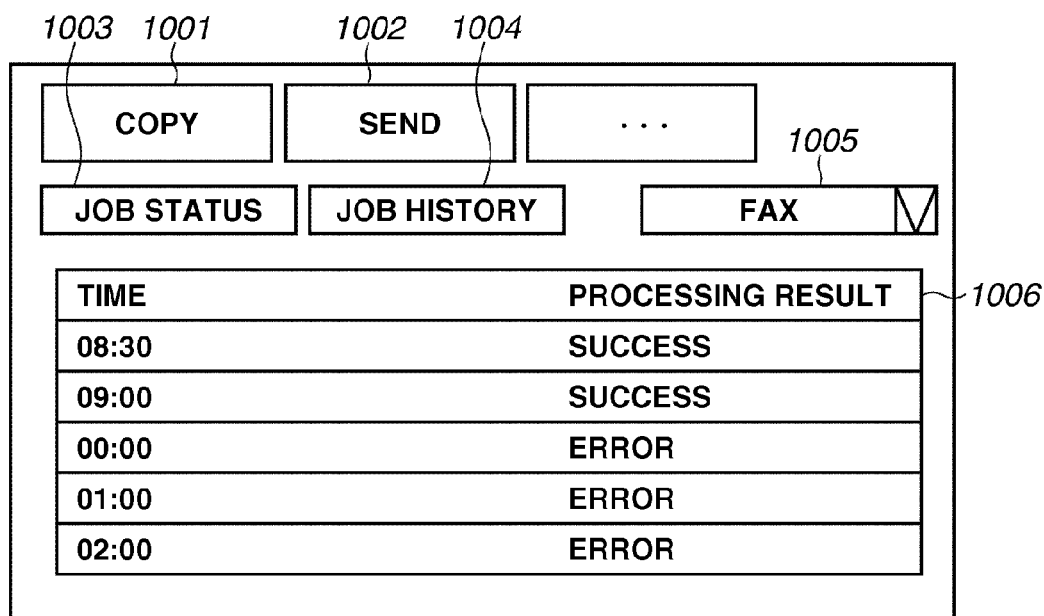 1003 1001 1002 1004
COPY SEND ...
1005
JOB STATUS JOB HISTORY FAX
TIME PROCESSING RESULT 1006
08:30 SUCCESS
09:00 SUCCESS
00:00 ERROR
01:00 ERROR
02:00 ERROR